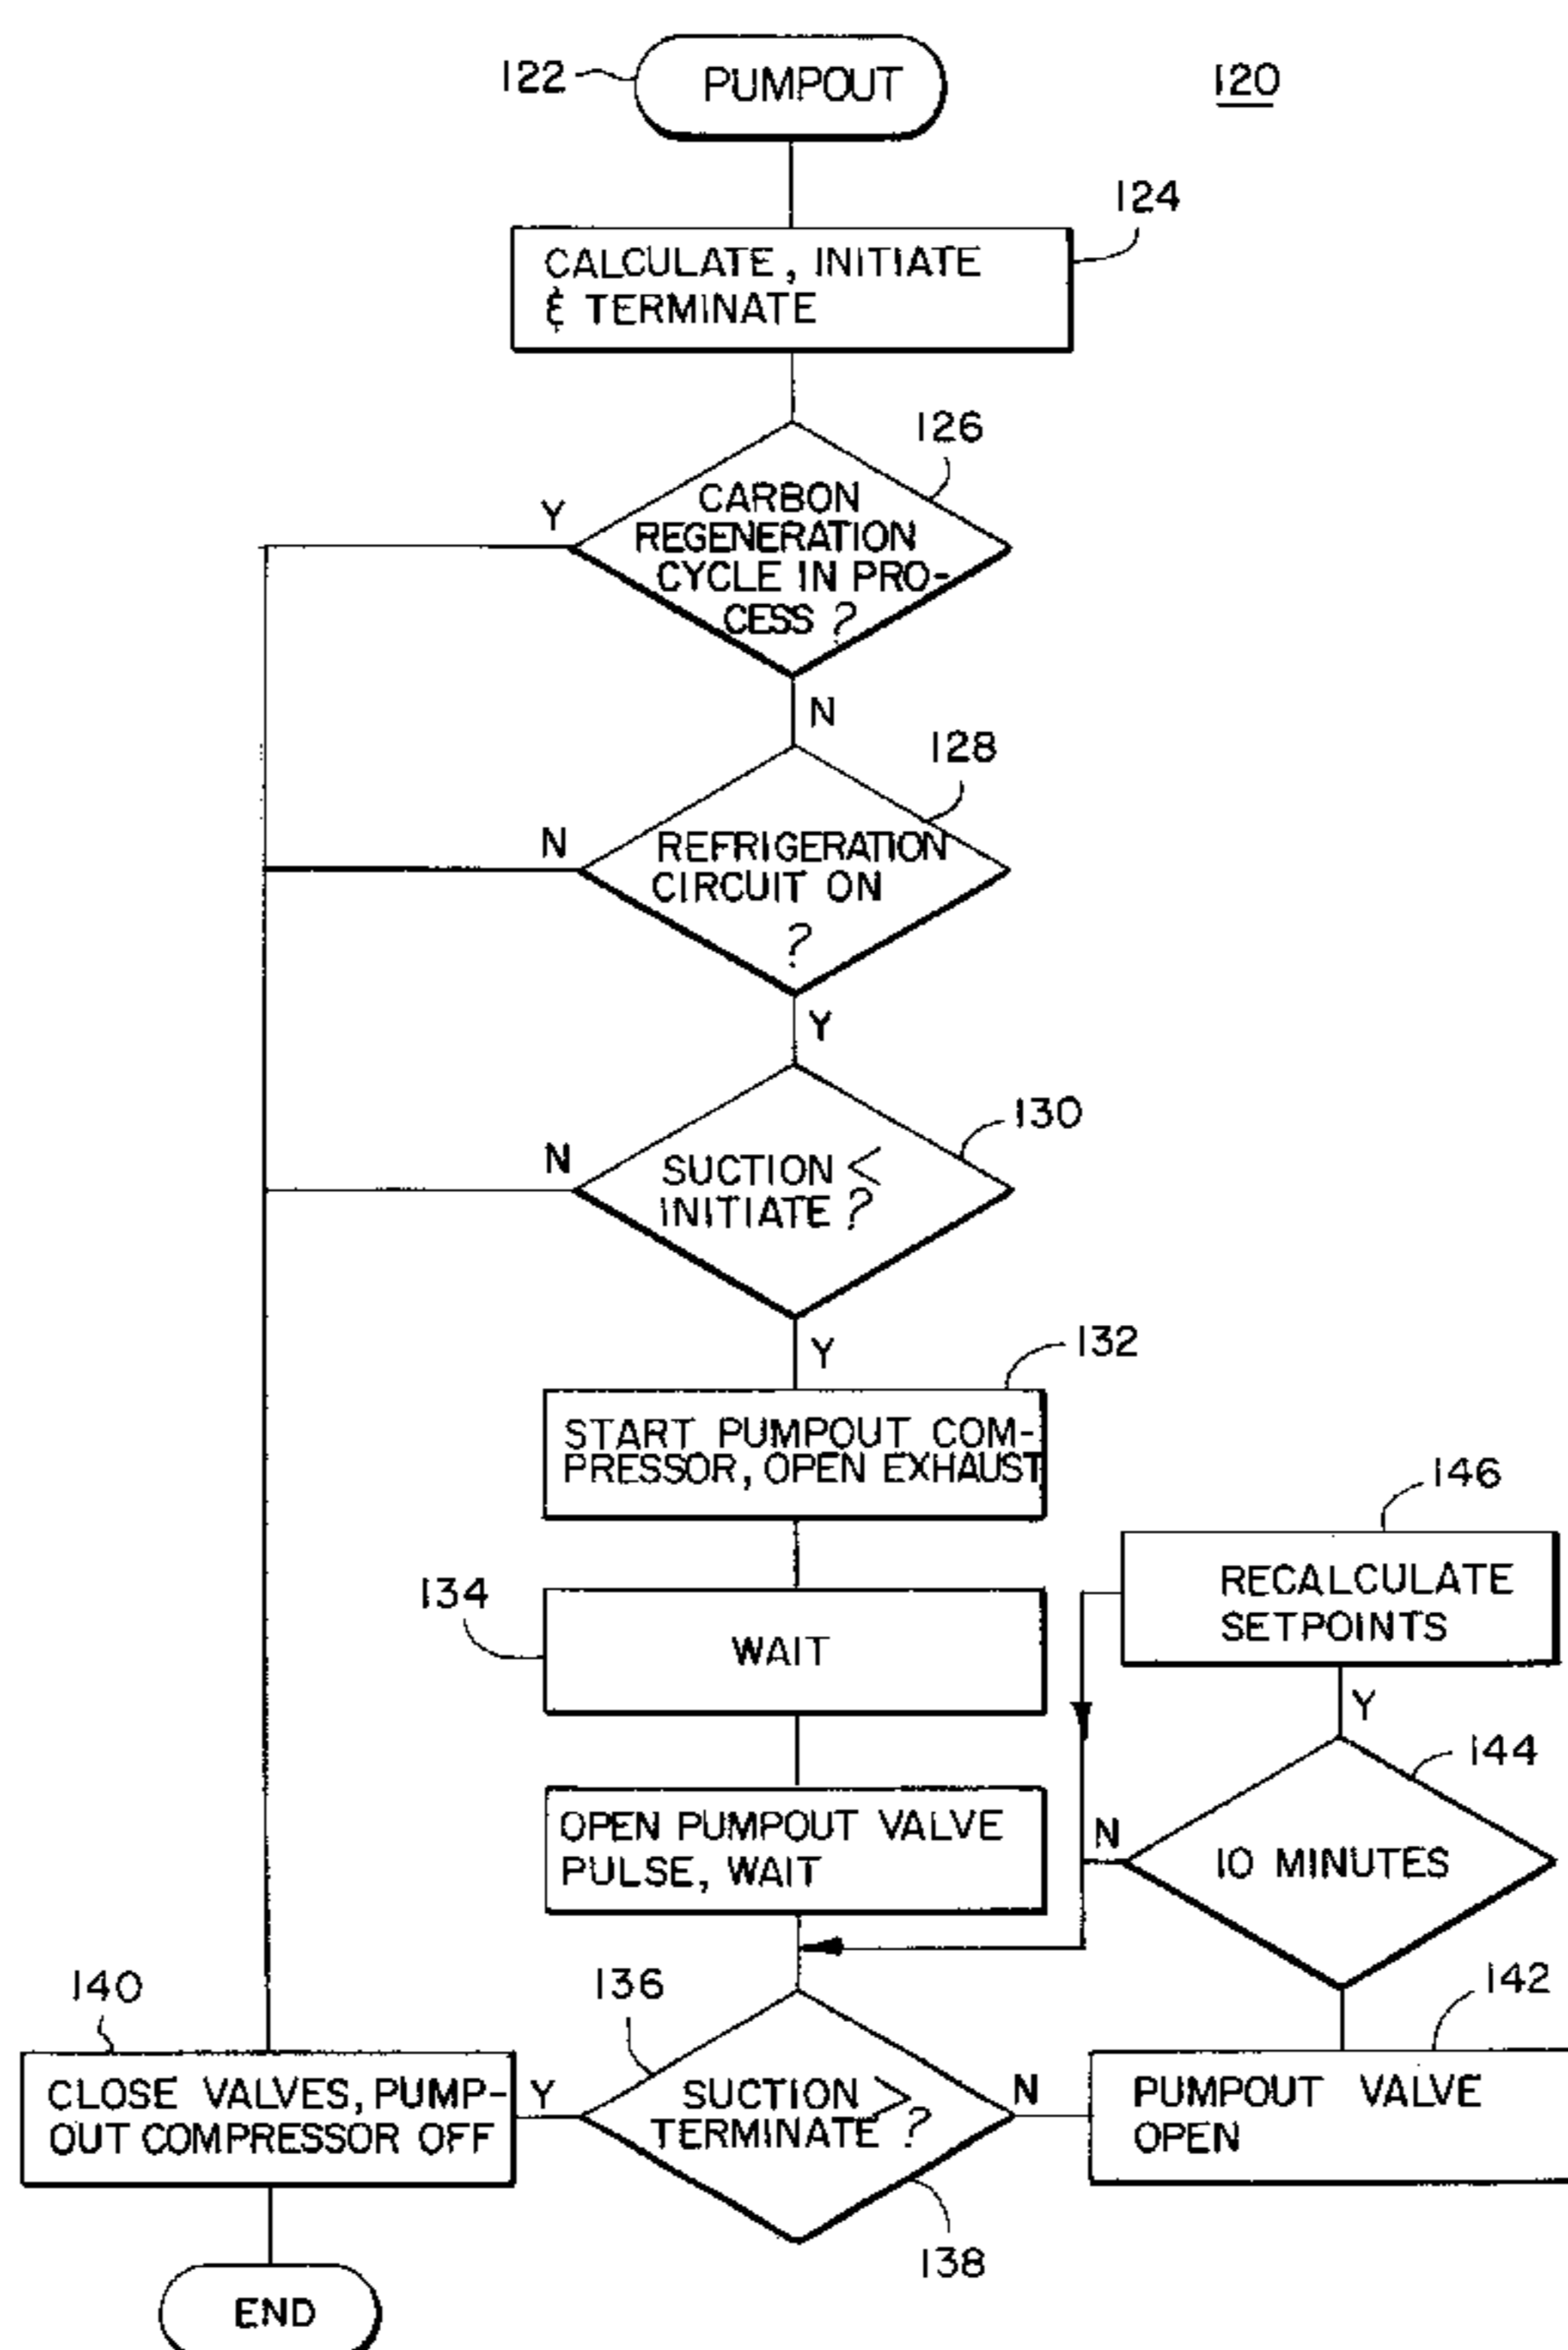 122
PUMPOUT
120
124
CALCULATE, INITIATE
& TERMINATE
126
Y
CARBON
REGENERATION
CYCLE IN PRO-
CESS ?
N
128
N
REFRIGERATION
CIRCUIT ON
?
Y
130
N
SUCTION <
INITIATE ?
Y
132
START PUMPOUT COM-
PRESSOR, OPEN EXHAUST
146
RECALCULATE
SETPOINTS
134
WAIT
Y
144
OPEN PUMPOUT VALVE
PULSE, WAIT
N
10 MINUTES
140
136
142
CLOSE VALVES, PUMP-
OUT COMPRESSOR OFF
Y
SUCTION >
TERMINATE ?
N
PUMPOUT VALVE
OPEN
138
END